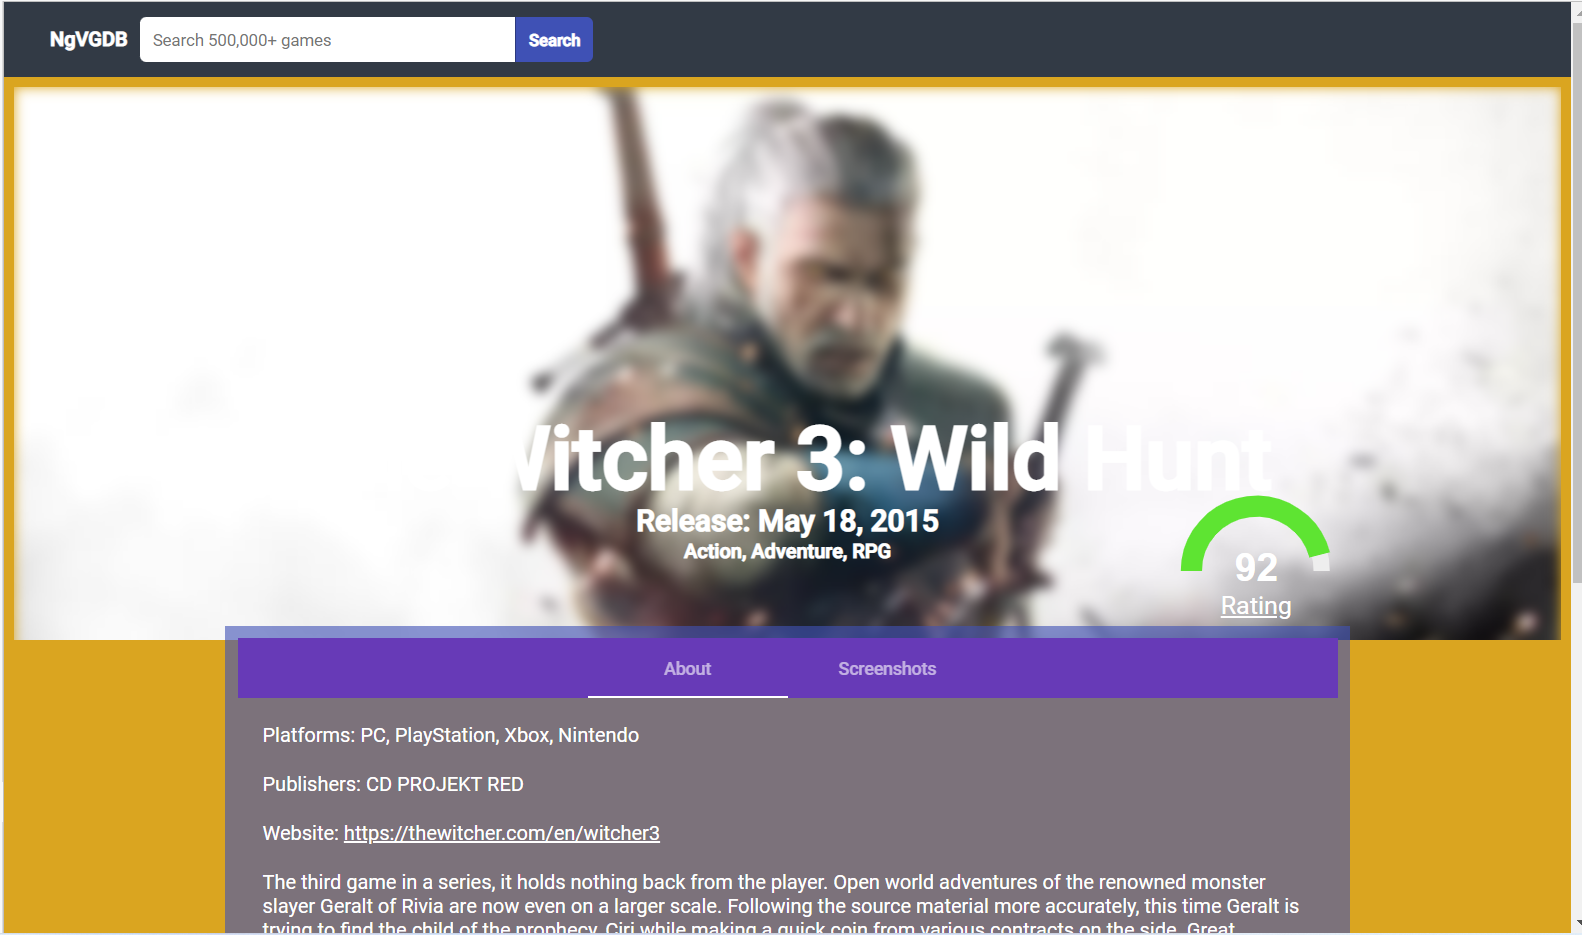 NgVGDB Search 500,000+ games Search
Witcher 3: Wild Hunt
Release: May 18, 2015
Action, Adventure, RPG
92
Rating
About Screenshots
Platforms: PC, PlayStation, Xbox, Nintendo
Publishers: CD PROJEKT RED
Website: https://thewitcher.com/en/witcher3
The third game in a series, it holds nothing back from the player. Open world adventures of the renowned monster
slayer Geralt of Rivia are now even on a larger scale. Following the source material more accurately, this time Geralt is
trying to find the child of the prophecy, Ciri while making a quick coin from various contracts on the side. Great